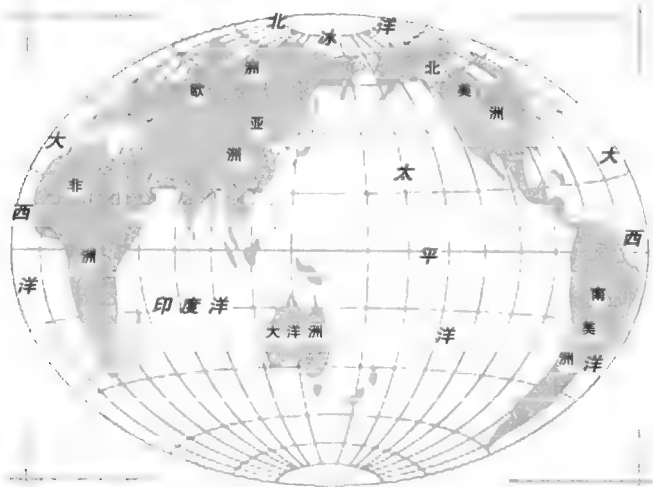 北冰洋
欧洲
亚洲
北美洲
大西洋
非洲
太平洋
大西洋
印度洋
大洋洲
南美洲